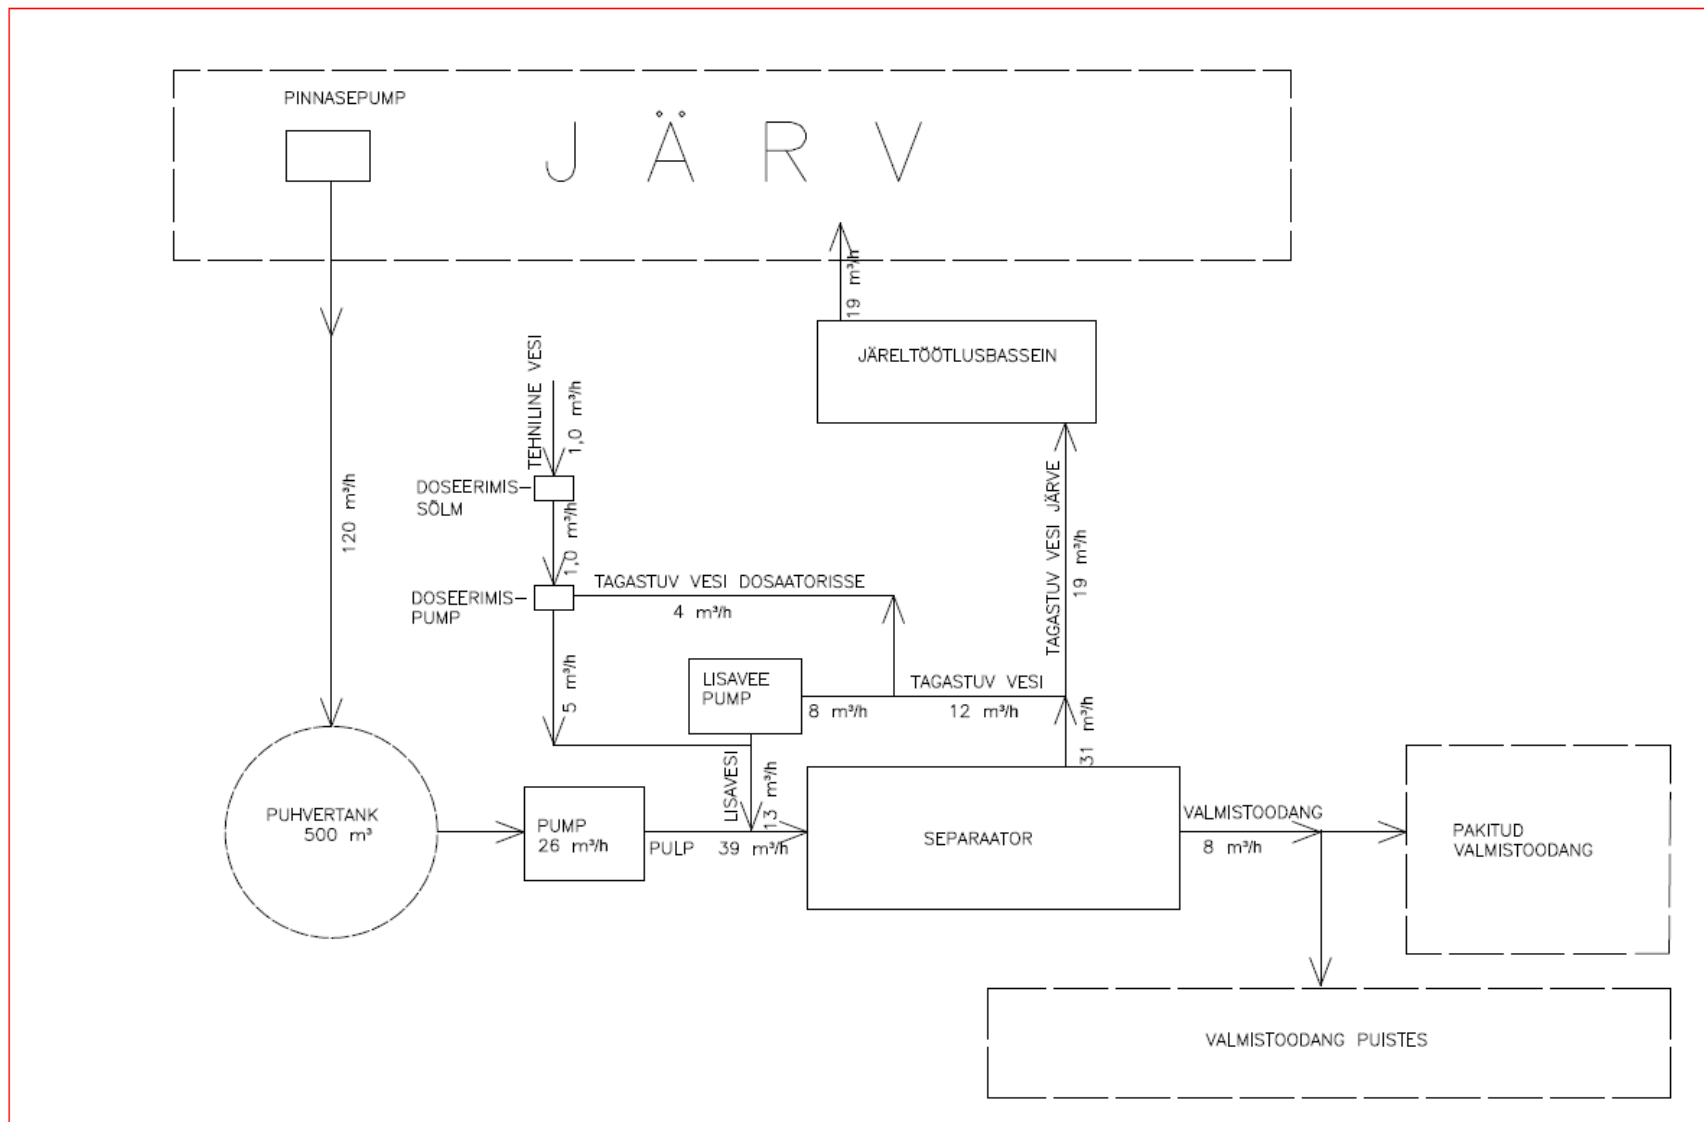 PINNASEPUMP
JÄRV
19 m³/h
JÄRELTÖÖTLUSBASSEIN
TEHNILINE VESI
1,0 m³/h
120 m³/h
DOSEERIMIS-
SÕLM
1,0 m³/h
TAGASTUV VESI JÄRVE
19 m³/h
DOSEERIMIS-
PUMP
TAGASTUV VESI DOSAATORISSE
4 m³/h
5 m³/h
LISAVEE
PUMP
8 m³/h
TAGASTUV VESI
12 m³/h
31 m³/h
LISAVESI
13 m³/h
PUHVERTANK
500 m³
PUMP
26 m³/h
PULP
39 m³/h
SEPARAATOR
VALMISTOODANG
8 m³/h
PAKITUD
VALMISTOODANG
VALMISTOODANG PUISTES